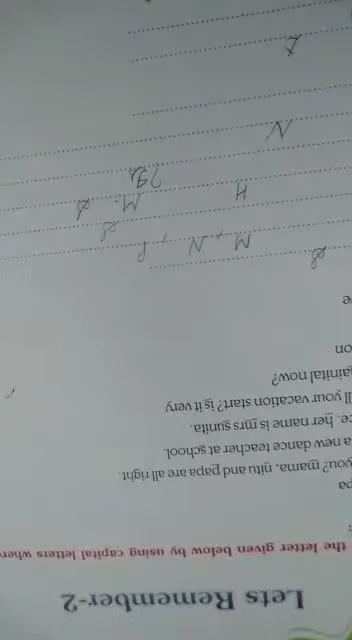 Lets Remember-2
the letter given below by using capital letters where
pa
you? mama, nitu and papa are all right.
a new dance teacher at school.
ce. her name is mrs sunita.
ll your vacation start? is it very
ainital now?
on
S M, N, P, S
H M. S
N